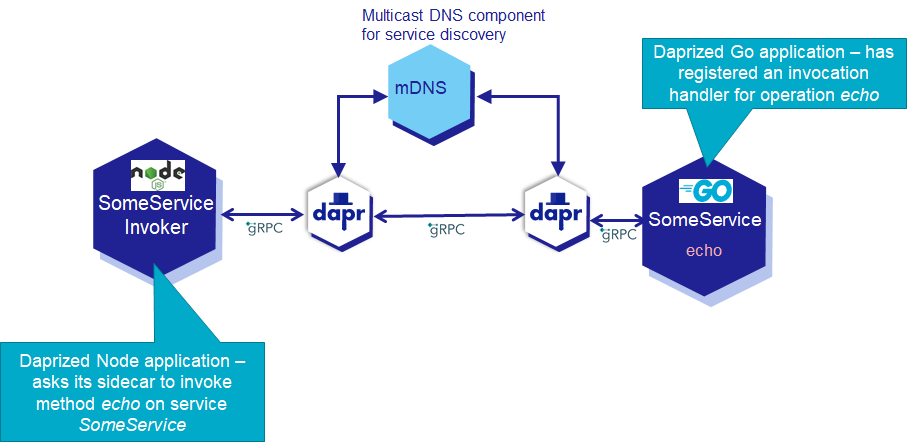 Multicast DNS component
for service discovery
mDNS
Daprized Go application – has
registered an invocation
handler for operation echo
node
JS
SomeService
Invoker
gRPC
dapr
gRPC
dapr
gRPC
GO
SomeService
echo
Daprized Node application –
asks its sidecar to invoke
method echo on service
SomeService